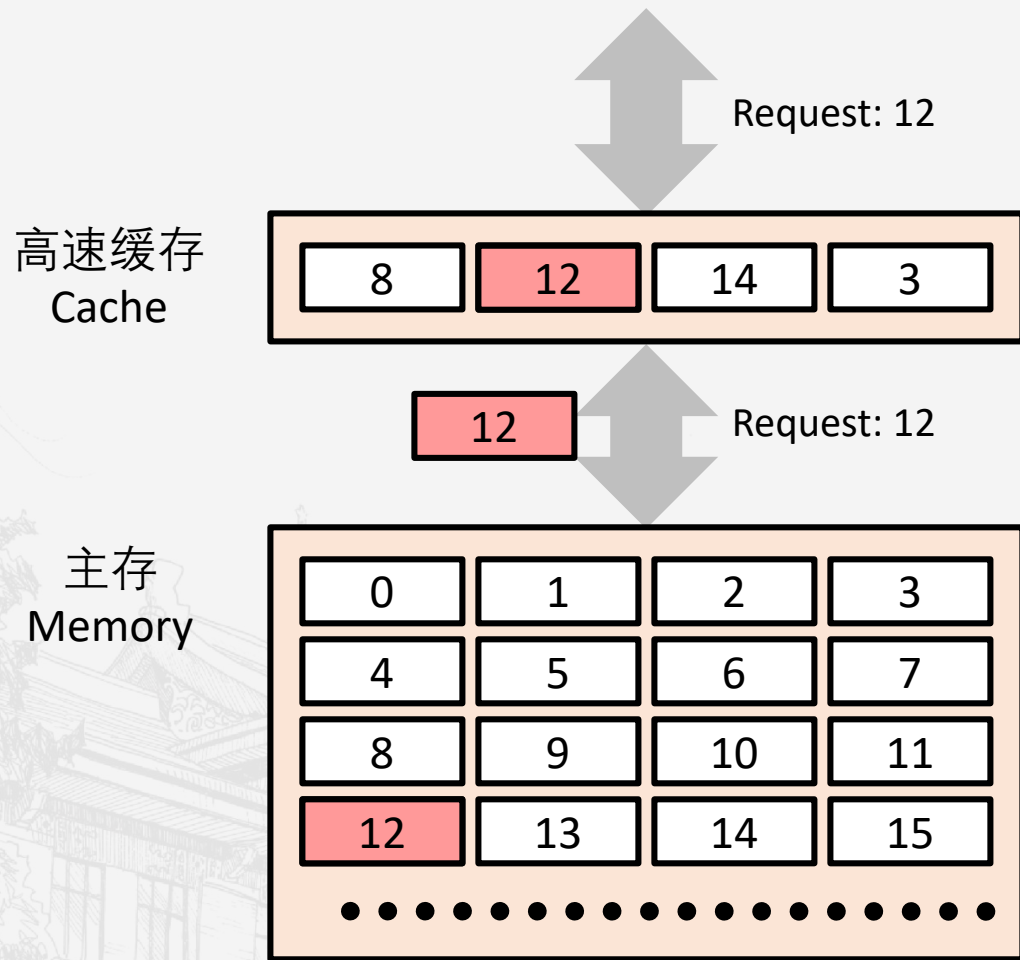 Request: 12
高速缓存
Cache
8 12 14 3
12
Request: 12
主存
Memory
0 1 2 3
4 5 6 7
8 9 10 11
12 13 14 15